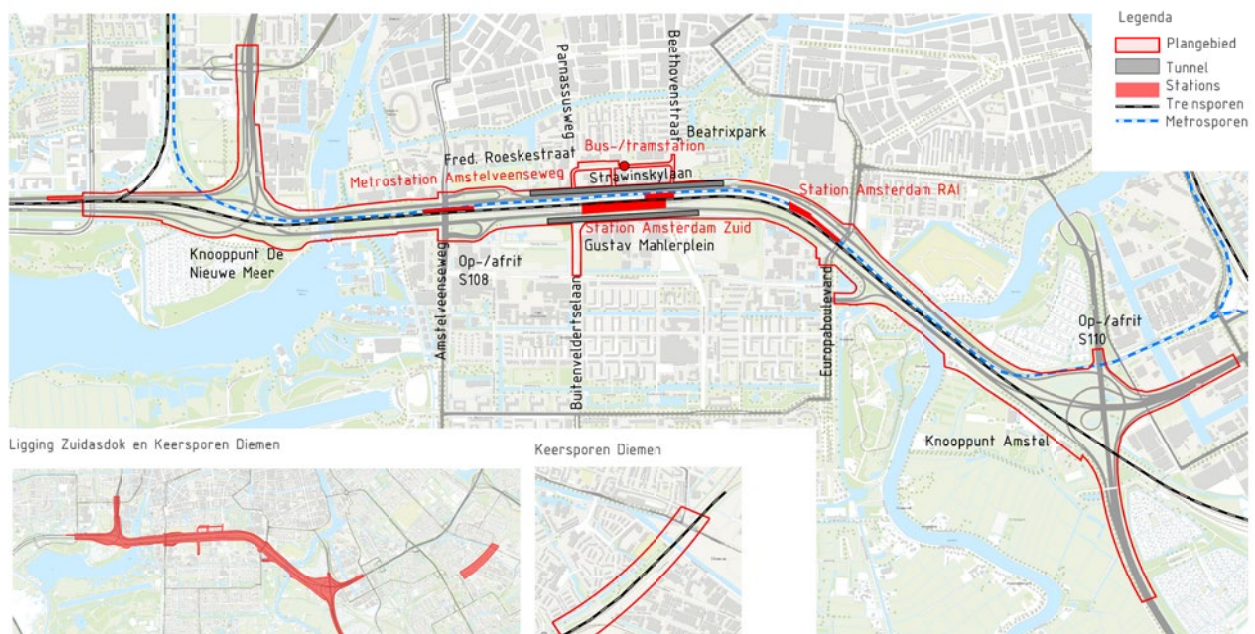 Legenda
Plangebied
Tunnel
Stations
Treinsporen
Metrosporen
Parnassusweg
Beethovenstraat
Beatrixpark
Bus-/tramstation
Fred. Roeskestraat
Metrostation Amstelveenseweg
Strawinskylaan
Station Amsterdam RAI
Station Amsterdam Zuid
Gustav Mahlerplein
Knooppunt De
Nieuwe Meer
Op-/afrit
S108
Amstelveenseweg
Buitenveldertselaan
Europaboulevard
Op-/afrit
S110
Knooppunt Amstel
Ligging Zuidasdok en Keersporen Diemen
Keersporen Diemen